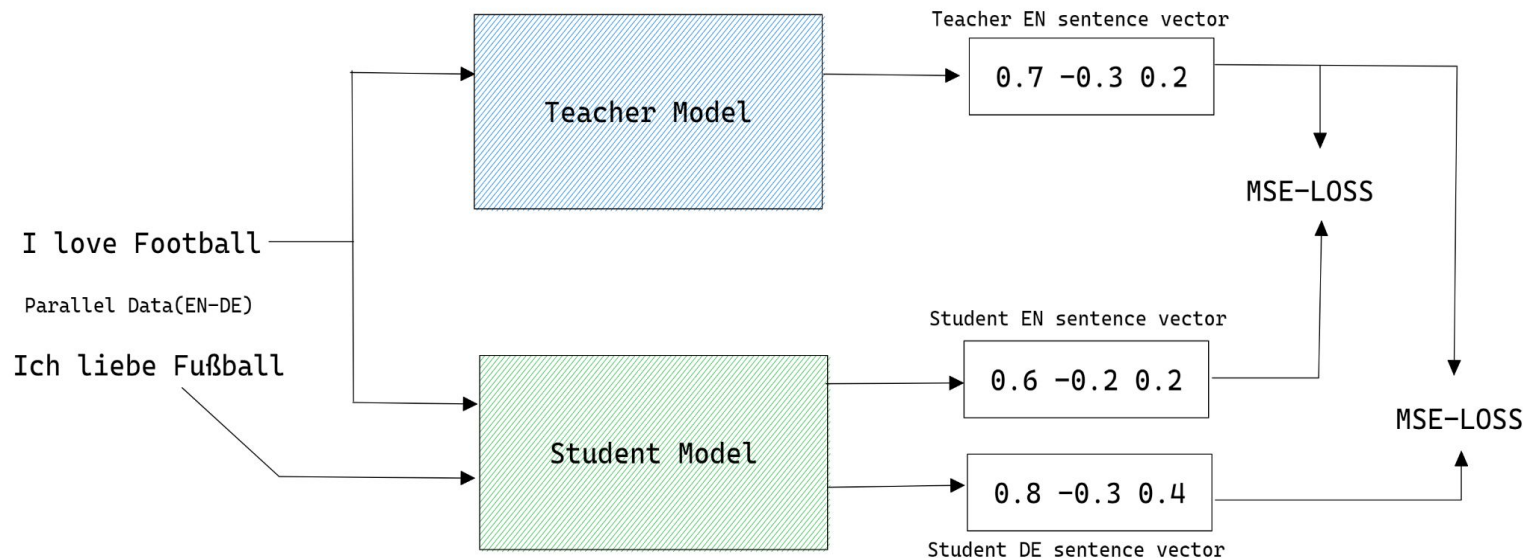 Teacher EN sentence vector
0.7 -0.3 0.2
Teacher Model
MSE-LOSS
I love Football
Parallel Data(EN-DE)
Ich liebe Fußball
Student EN sentence vector
0.6 -0.2 0.2
MSE-LOSS
Student Model
0.8 -0.3 0.4
Student DE sentence vector